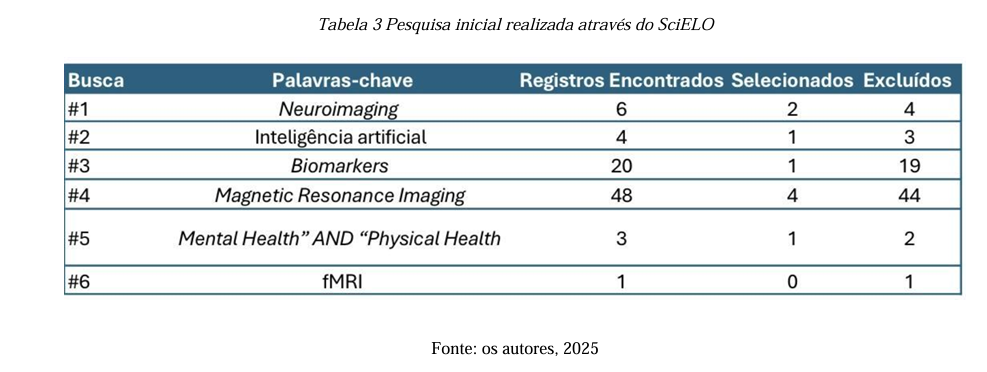 Tabela 3 Pesquisa inicial realizada através do SciELO
Busca Palavras-chave Registros Encontrados Selecionados Excluídos
#1 Neuroimaging 6 2 4
#2 Inteligência artificial 4 1 3
#3 Biomarkers 20 1 19
#4 Magnetic Resonance Imaging 48 4 44
#5 Mental Health” AND “Physical Health 3 1 2
#6 fMRI 1 0 1
Fonte: os autores, 2025